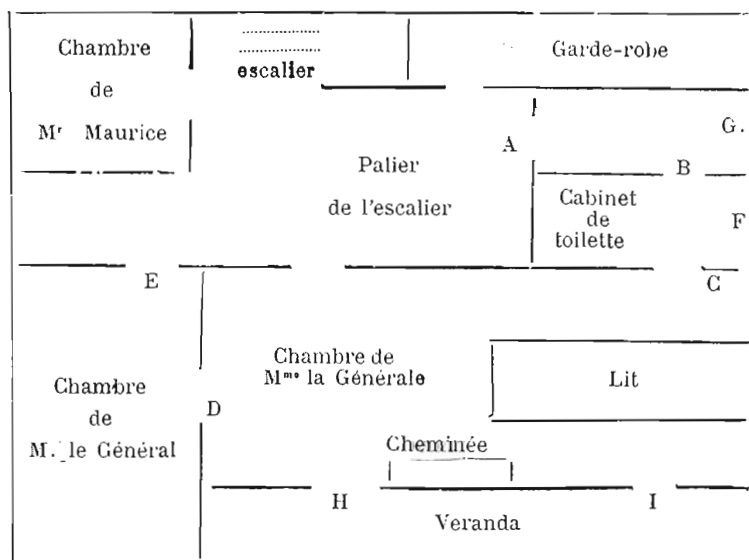 Chambre
de
Mʳ Maurice
escalier
Garde-robe
G.
A
B
Palier
de l'escalier
Cabinet
de
toilette
F
E
C
Chambre de
Mᵐᵉ la Générale
Lit
Chambre
de
M. le Général
D
Cheminée
H
I
Veranda